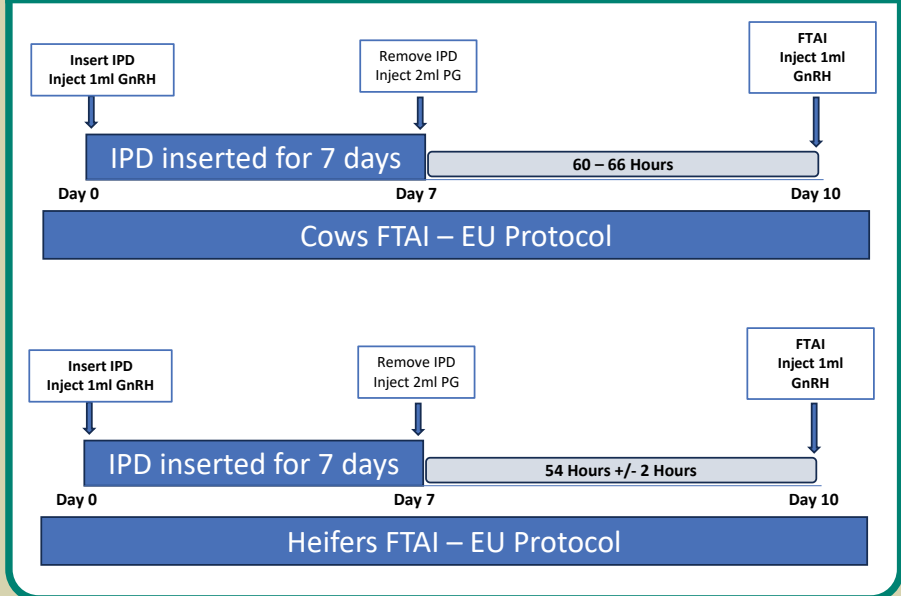 Insert IPD
Inject 1ml GnRH
Remove IPD
Inject 2ml PG
FTAI
Inject 1ml
GnRH
IPD inserted for 7 days
60 – 66 Hours
Day 0
Day 7
Day 10
Cows FTAI – EU Protocol
Insert IPD
Inject 1ml GnRH
Remove IPD
Inject 2ml PG
FTAI
Inject 1ml
GnRH
IPD inserted for 7 days
54 Hours +/- 2 Hours
Day 0
Day 7
Day 10
Heifers FTAI – EU Protocol